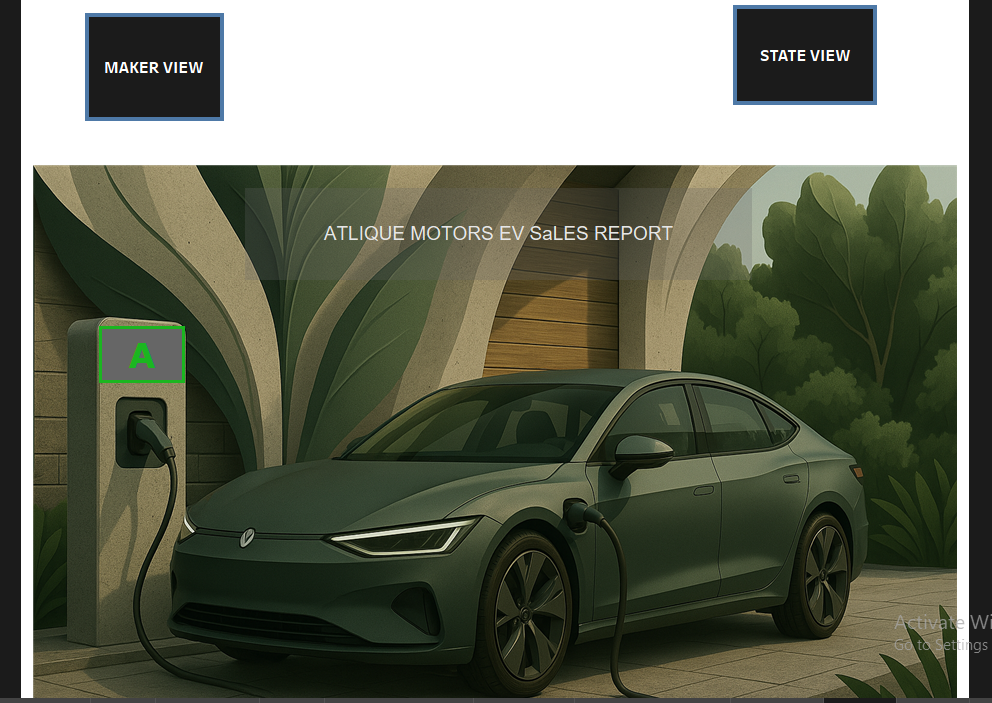 MAKER VIEW
STATE VIEW
ATLIQUE MOTORS EV SaLES REPORT
A
Activate Wi
Go to Settings